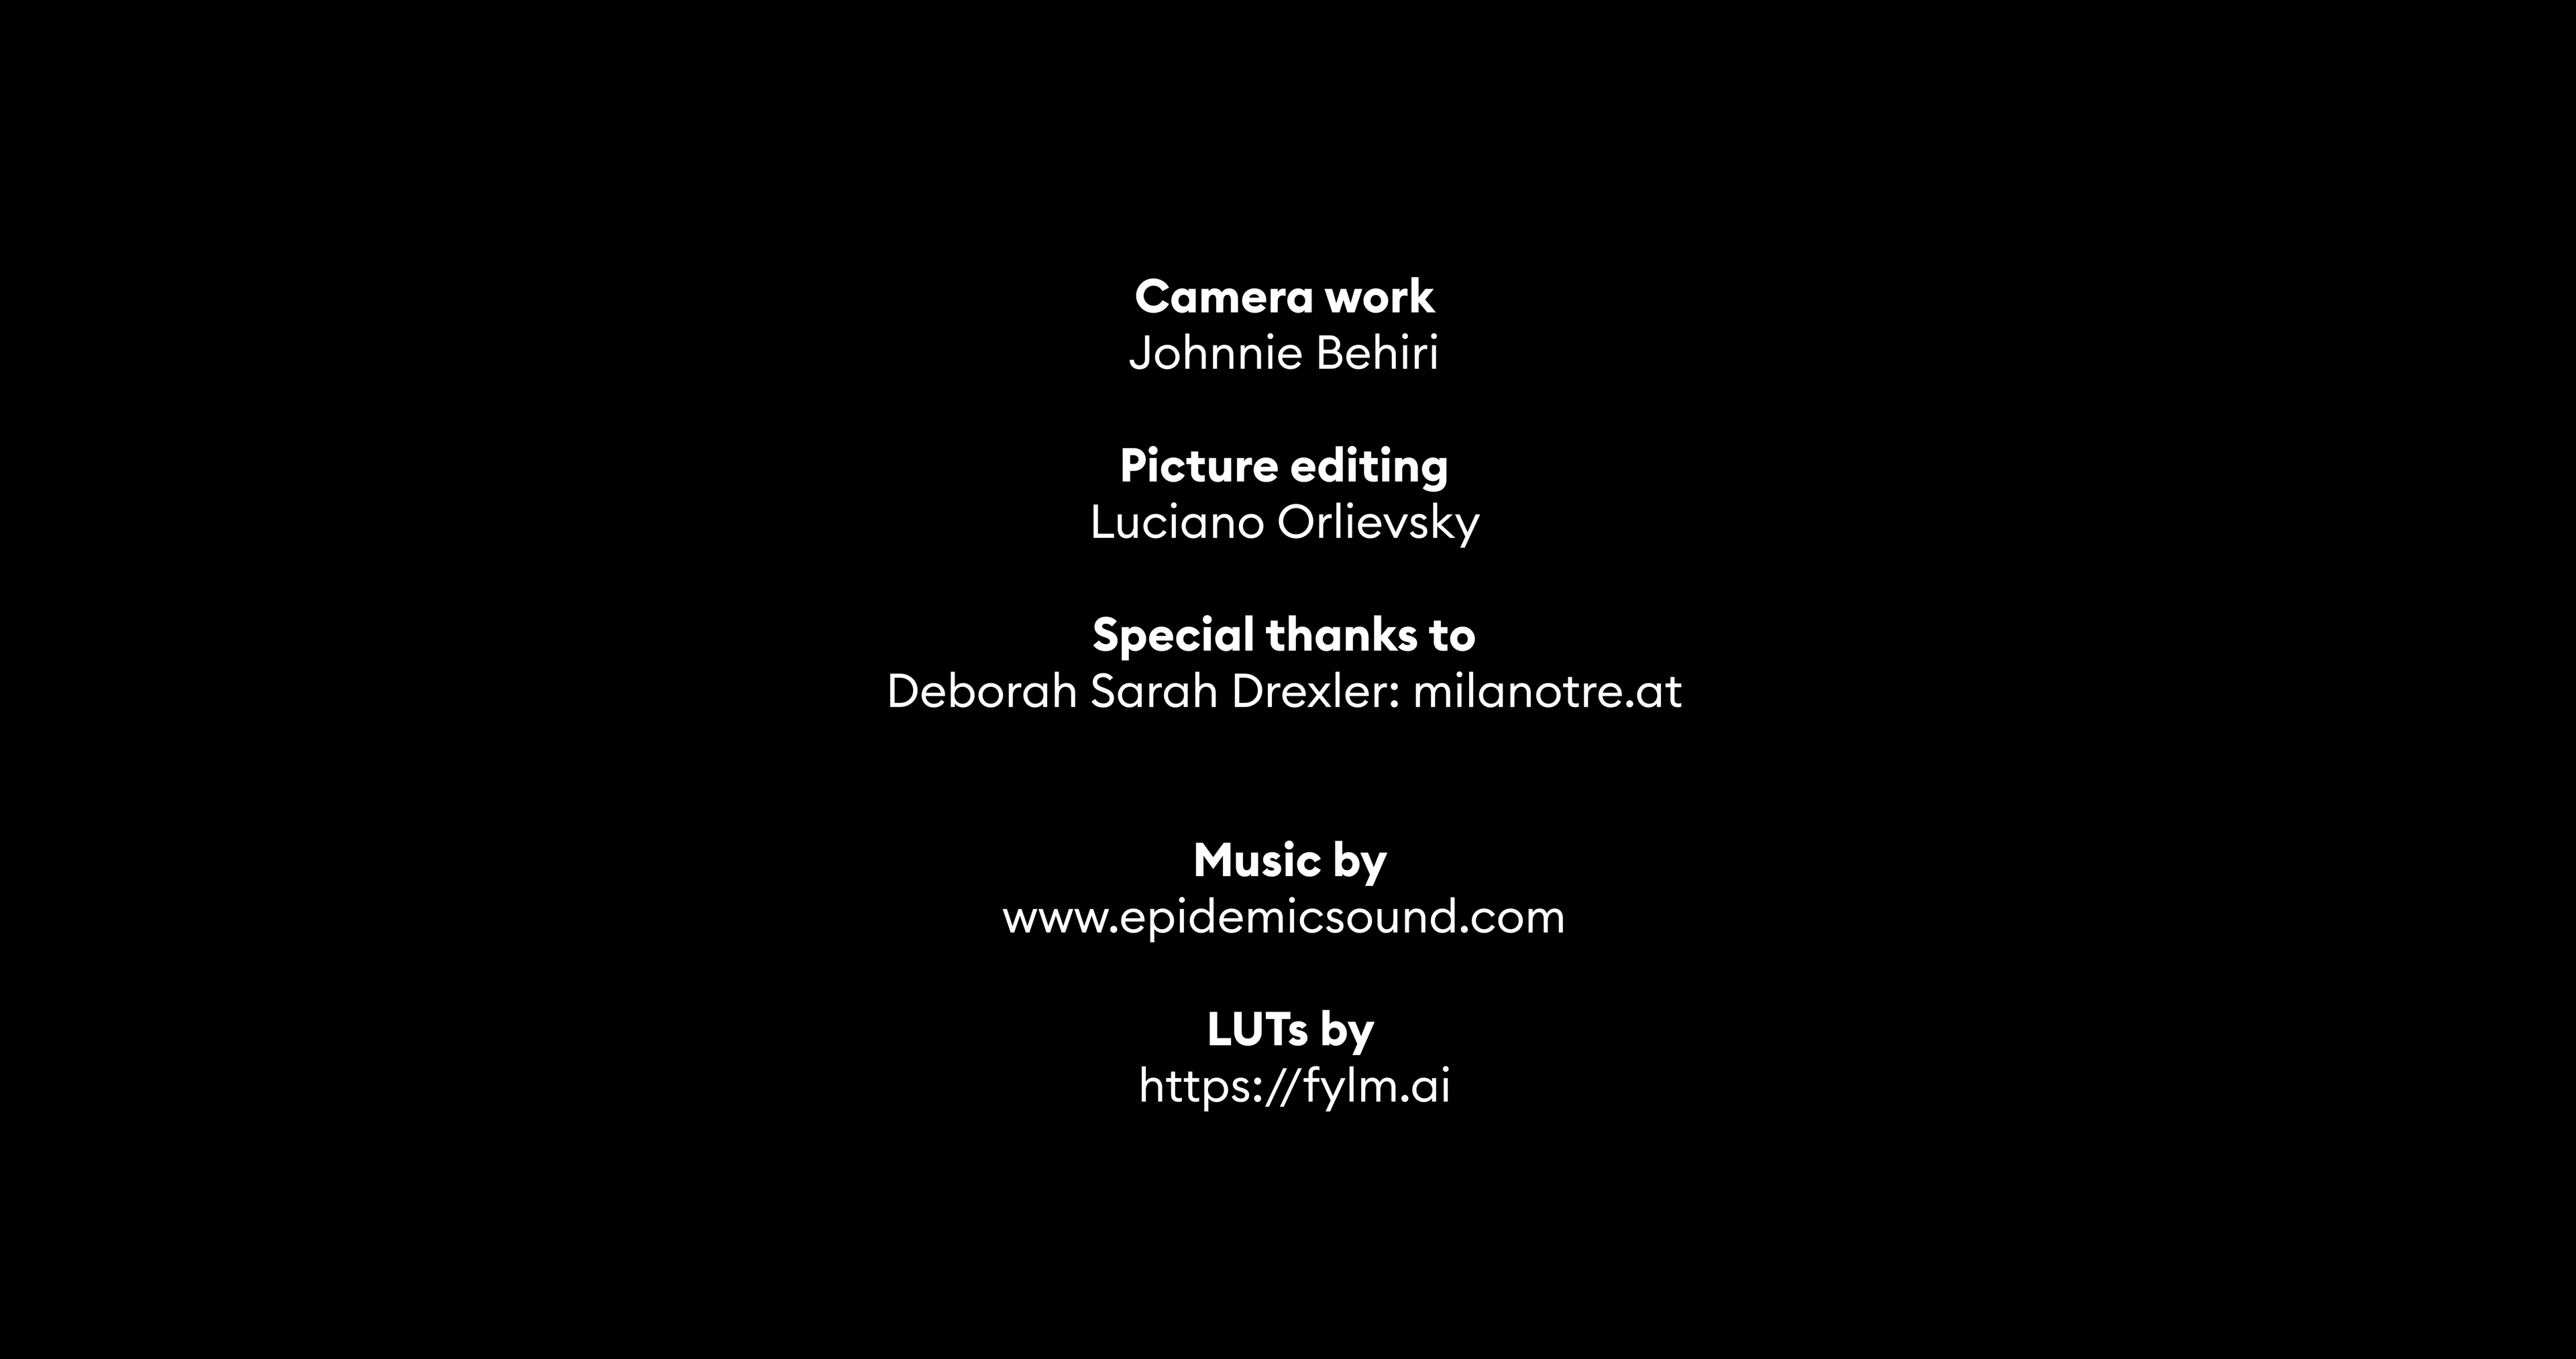 Camera work
Johnnie Behiri
Picture editing
Luciano Orlievsky
Special thanks to
Deborah Sarah Drexler: milanotre.at
Music by
www.epidemicsound.com
LUTs by
https://fylm.ai